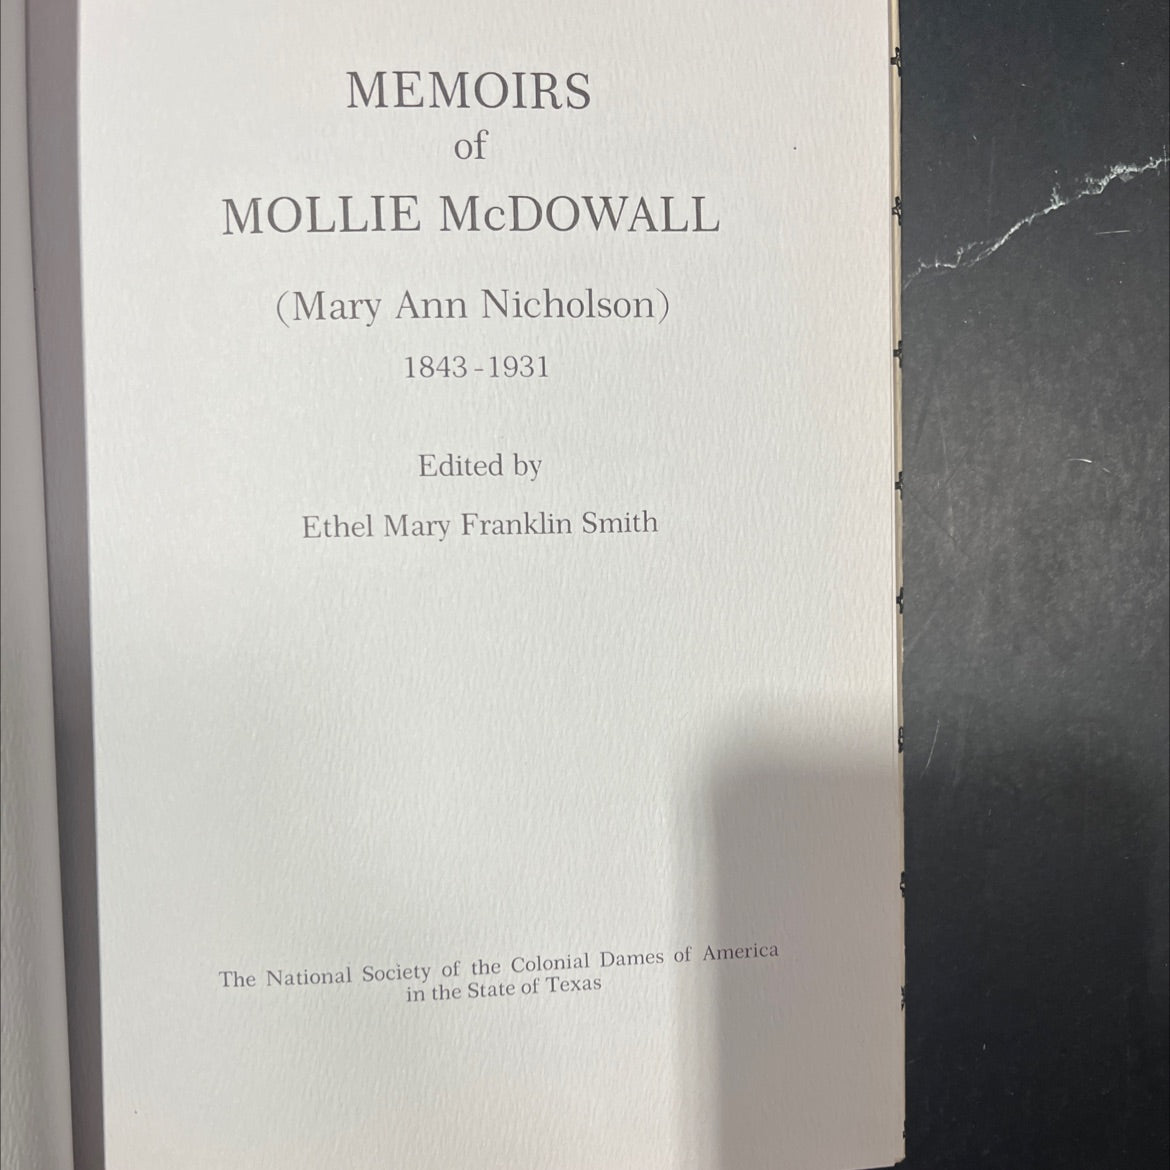 MEMOIRS
of
MOLLIE McDOWALL
(Mary Ann Nicholson)
1843-1931
Edited by
Ethel Mary Franklin Smith
The National Society of the Colonial Dames of America
in the State of Texas